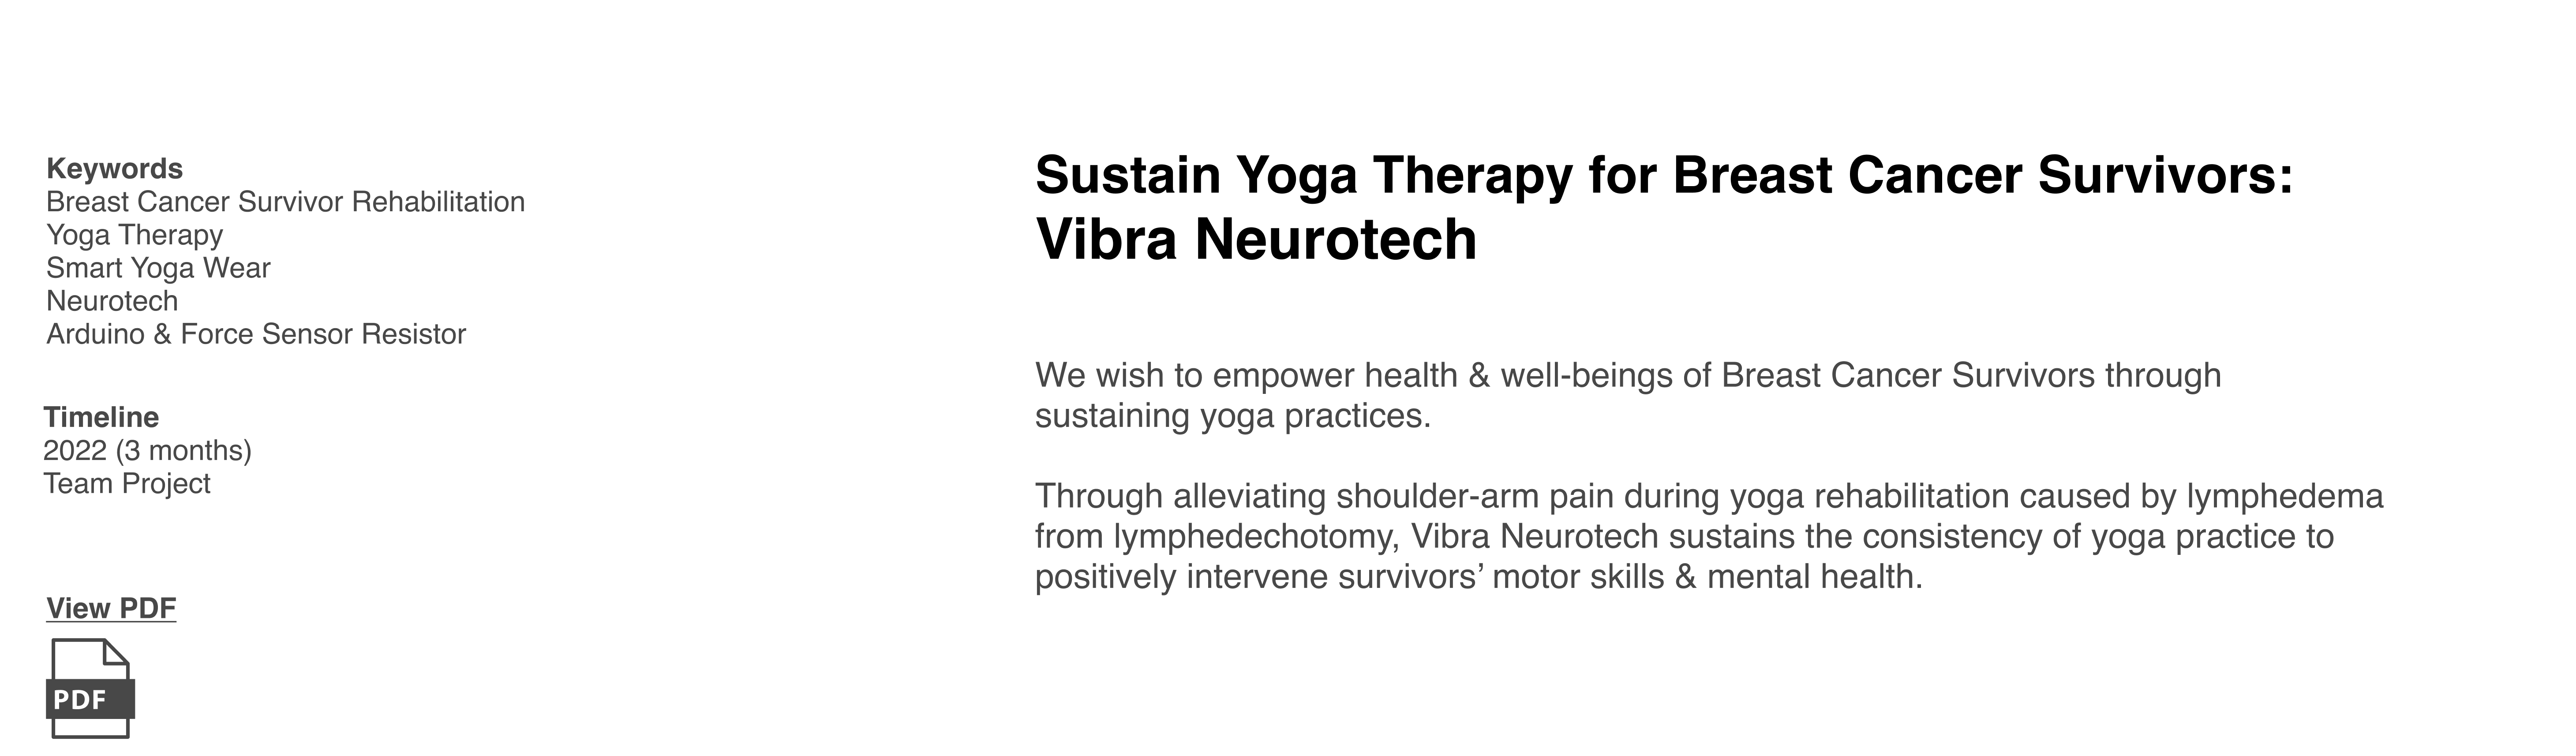 Keywords
Breast Cancer Survivor Rehabilitation
Yoga Therapy
Smart Yoga Wear
Neurotech
Arduino & Force Sensor Resistor
Timeline
2022 (3 months)
Team Project
View PDF
PDF
Sustain Yoga Therapy for Breast Cancer Survivors:
Vibra Neurotech
We wish to empower health & well-beings of Breast Cancer Survivors through
sustaining yoga practices.
Through alleviating shoulder-arm pain during yoga rehabilitation caused by lymphedema
from lymphedechotomy, Vibra Neurotech sustains the consistency of yoga practice to
positively intervene survivors’ motor skills & mental health.